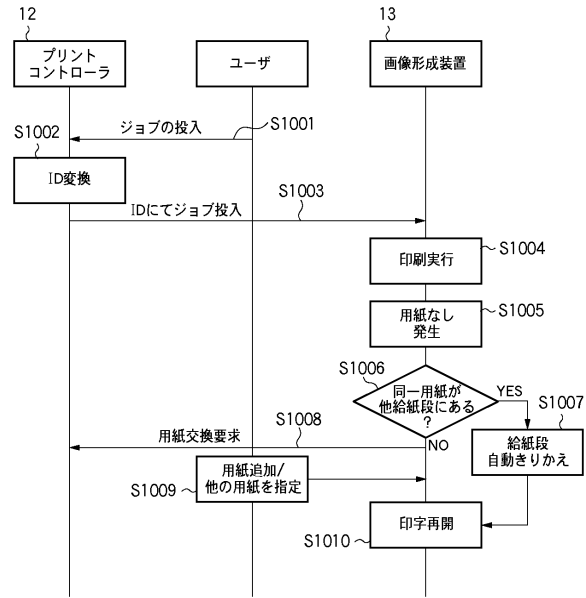 12
13
プリント
コントローラ
ユーザ
画像形成装置
ジョブの投入
S1001
S1002
ID変換
IDにてジョブ投入
S1003
印刷実行
S1004
用紙なし
発生
S1005
S1006
同一用紙が
他給紙段にある
?
YES
S1007
給紙段
自動きりかえ
S1008
用紙交換要求
NO
用紙追加/
他の用紙を指定
S1009
印字再開
S1010